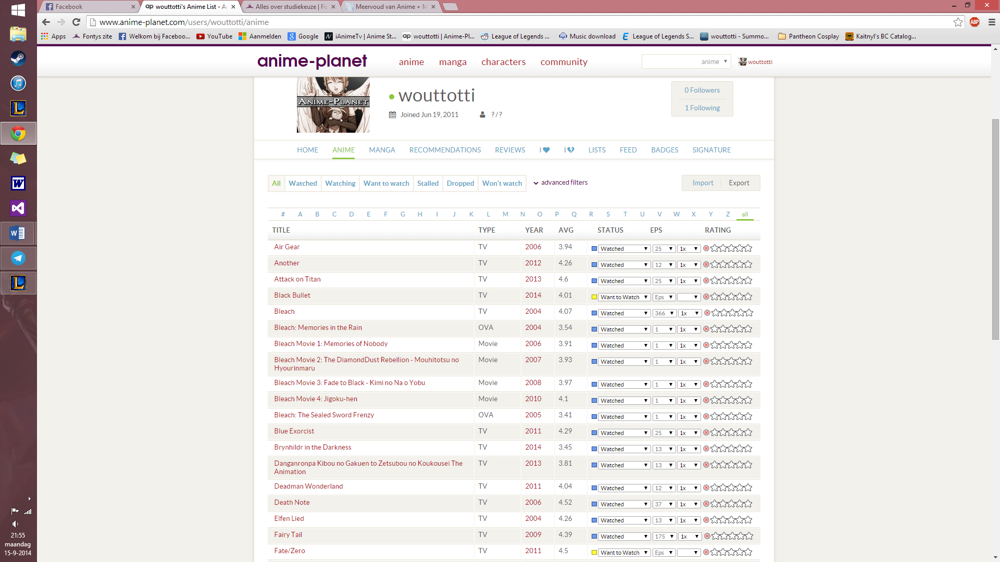 Facebook
wouttotti's Anime List - A
Alles over studiekeuze | Fo
Meervoud van Anime + M
www.anime-planet.com/users/wouttotti/anime
ABP
Apps Fontys zite Welkom bij Faceboo... YouTube Aanmelden Google iAnimeTv | Anime St... wouttotti | Anime-Pl... League of Legends ... Music download League of Legends S... wouttotti - Summo... Pantheon Cosplay Kaitnyl's BC Catalog...
anime-planet anime manga characters community anime wouttotti
ANIME-PLANET
wouttotti
Joined Jun 19, 2011 ? / ?
0 Followers
1 Following
HOME ANIME MANGA RECOMMENDATIONS REVIEWS I I LISTS FEED BADGES SIGNATURE
All Watched Watching Want to watch Stalled Dropped Won't watch advanced filters Import Export
# A B C D E F G H I J K L M N O P Q R S T U V W X Y Z all
TITLE TYPE YEAR AVG STATUS EPS RATING
Air Gear TV 2006 3.94 Watched 25 1x
Another TV 2012 4.26 Watched 12 1x
Attack on Titan TV 2013 4.6 Watched 25 1x
Black Bullet TV 2014 4.01 Want to Watch Eps
Bleach TV 2004 4.07 Watched 366 1x
Bleach: Memories in the Rain OVA 2004 3.54 Watched 1 1x
Bleach Movie 1: Memories of Nobody Movie 2006 3.91 Watched 1 1x
Bleach Movie 2: The DiamondDust Rebellion - Mouhitotsu no Movie 2007 3.93 Watched 1 1x
Hyourinmaru
Bleach Movie 3: Fade to Black - Kimi no Na o Yobu Movie 2008 3.97 Watched 1 1x
Bleach Movie 4: Jigoku-hen Movie 2010 4.1 Watched 1 1x
Bleach: The Sealed Sword Frenzy OVA 2005 3.41 Watched 1 1x
Blue Exorcist TV 2011 4.29 Watched 25 1x
Brynhildr in the Darkness TV 2014 3.45 Watched 13 1x
Danganronpa Kibou no Gakuen to Zetsubou no Koukousei The TV 2013 3.81 Watched 13 1x
Animation
Deadman Wonderland TV 2011 4.04 Watched 12 1x
Death Note TV 2006 4.52 Watched 37 1x
Elfen Lied TV 2004 4.26 Watched 13 1x
Fairy Tail TV 2009 4.39 Watched 175 1x
Fate/Zero TV 2011 4.5 Want to Watch Eps
21:55
maandag
15-9-2014